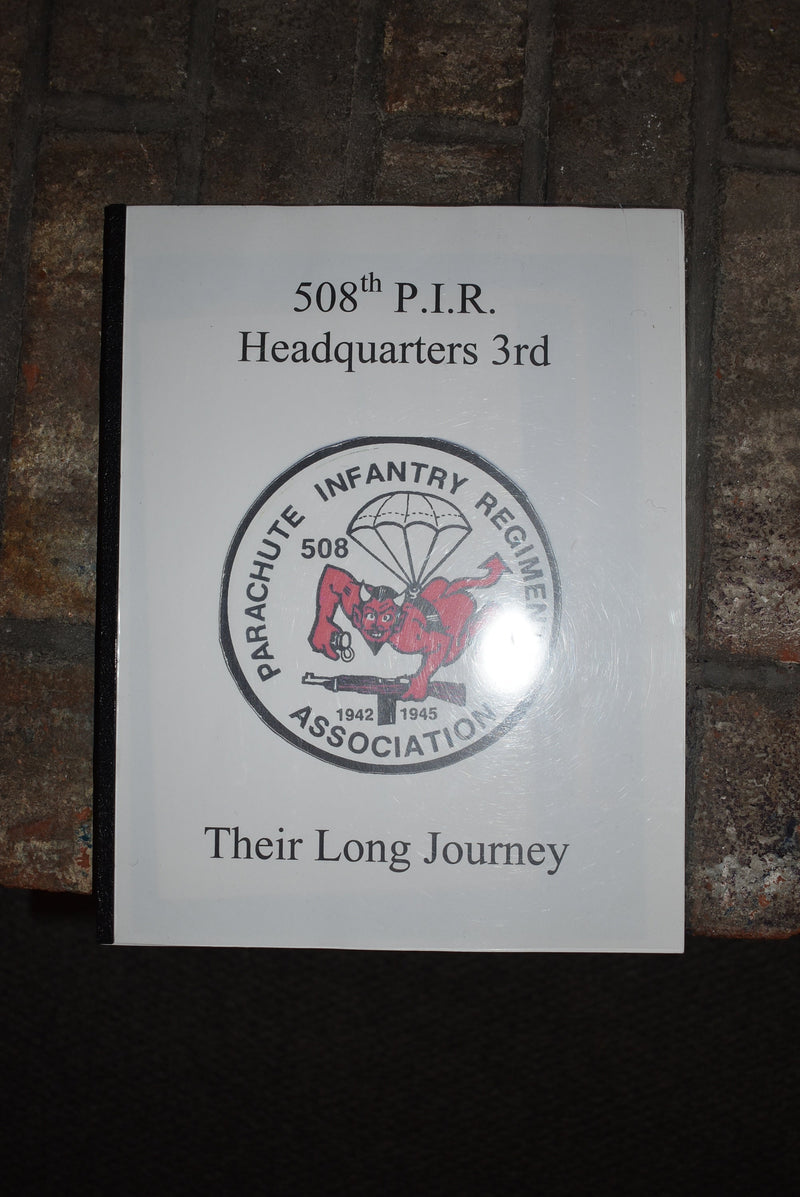 508th P.I.R.
Headquarters 3rd
PARACHUTE INFANTRY REGIMENT
508
1942 1945
ASSOCIATION
Their Long Journey